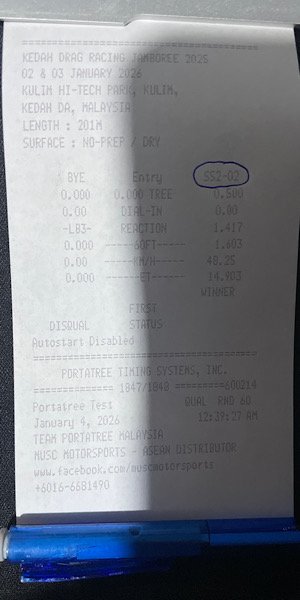 =============================
KEDAH DRAG RACING JAMBOREE 2025
02 & 03 JANUARY 2026
KULIM HI-TECH PARK, KULIM,
KEDAH DA, MALAYSIA
LENGTH : 201M
SURFACE : NO-PREP / DRY
BYE Entry SS2-02
0.000 0.000 TREE 0.500
0.00 DIAL-IN 0.00
-LB3- REACTION 1.417
0.000 ------60FT------ 1.603
0.00 -----KM/H----- 48.25
0.000 ------ET------ 14.903
WINNER
FIRST
DISQUAL STATUS
Autostart Disabled
=============================
PORTATREE TIMING SYSTEMS, INC.
============== 1847/1848 =========600214
Portatree Test QUAL RND 60
January 4, 2026 12:39:27 AM
TEAM PORTATREE MALAYSIA
MUSC MOTORSPORTS - ASEAN DISTRIBUTOR
www.facebook.com/muscmotorsports
+6016-6681490